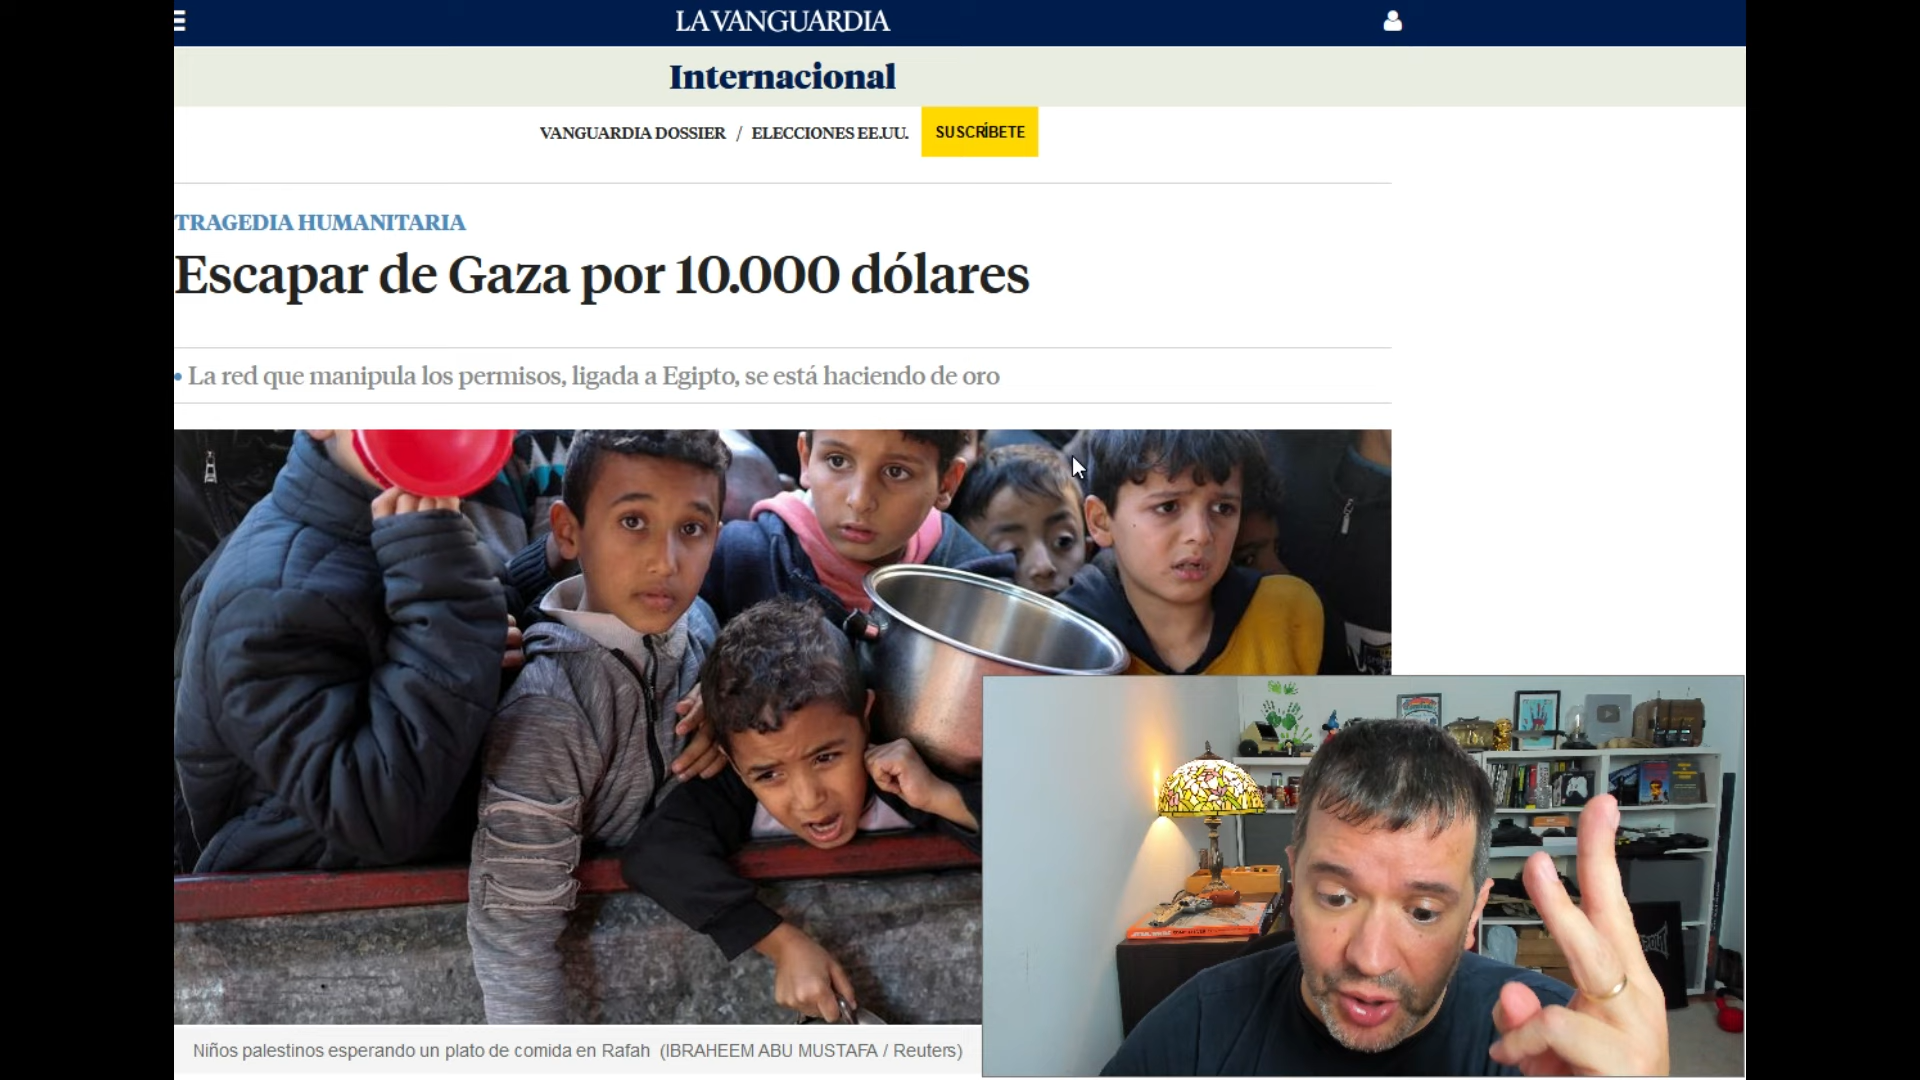 LA VANGUARDIA
Internacional
VANGUARDIA DOSSIER / ELECCIONES EE.UU. SUSCRÍBETE
TRAGEDIA HUMANITARIA
Escapar de Gaza por 10.000 dólares
• La red que manipula los permisos, ligada a Egipto, se está haciendo de oro
Niños palestinos esperando un plato de comida en Rafah (IBRAHEEM ABU MUSTAFA / Reuters)